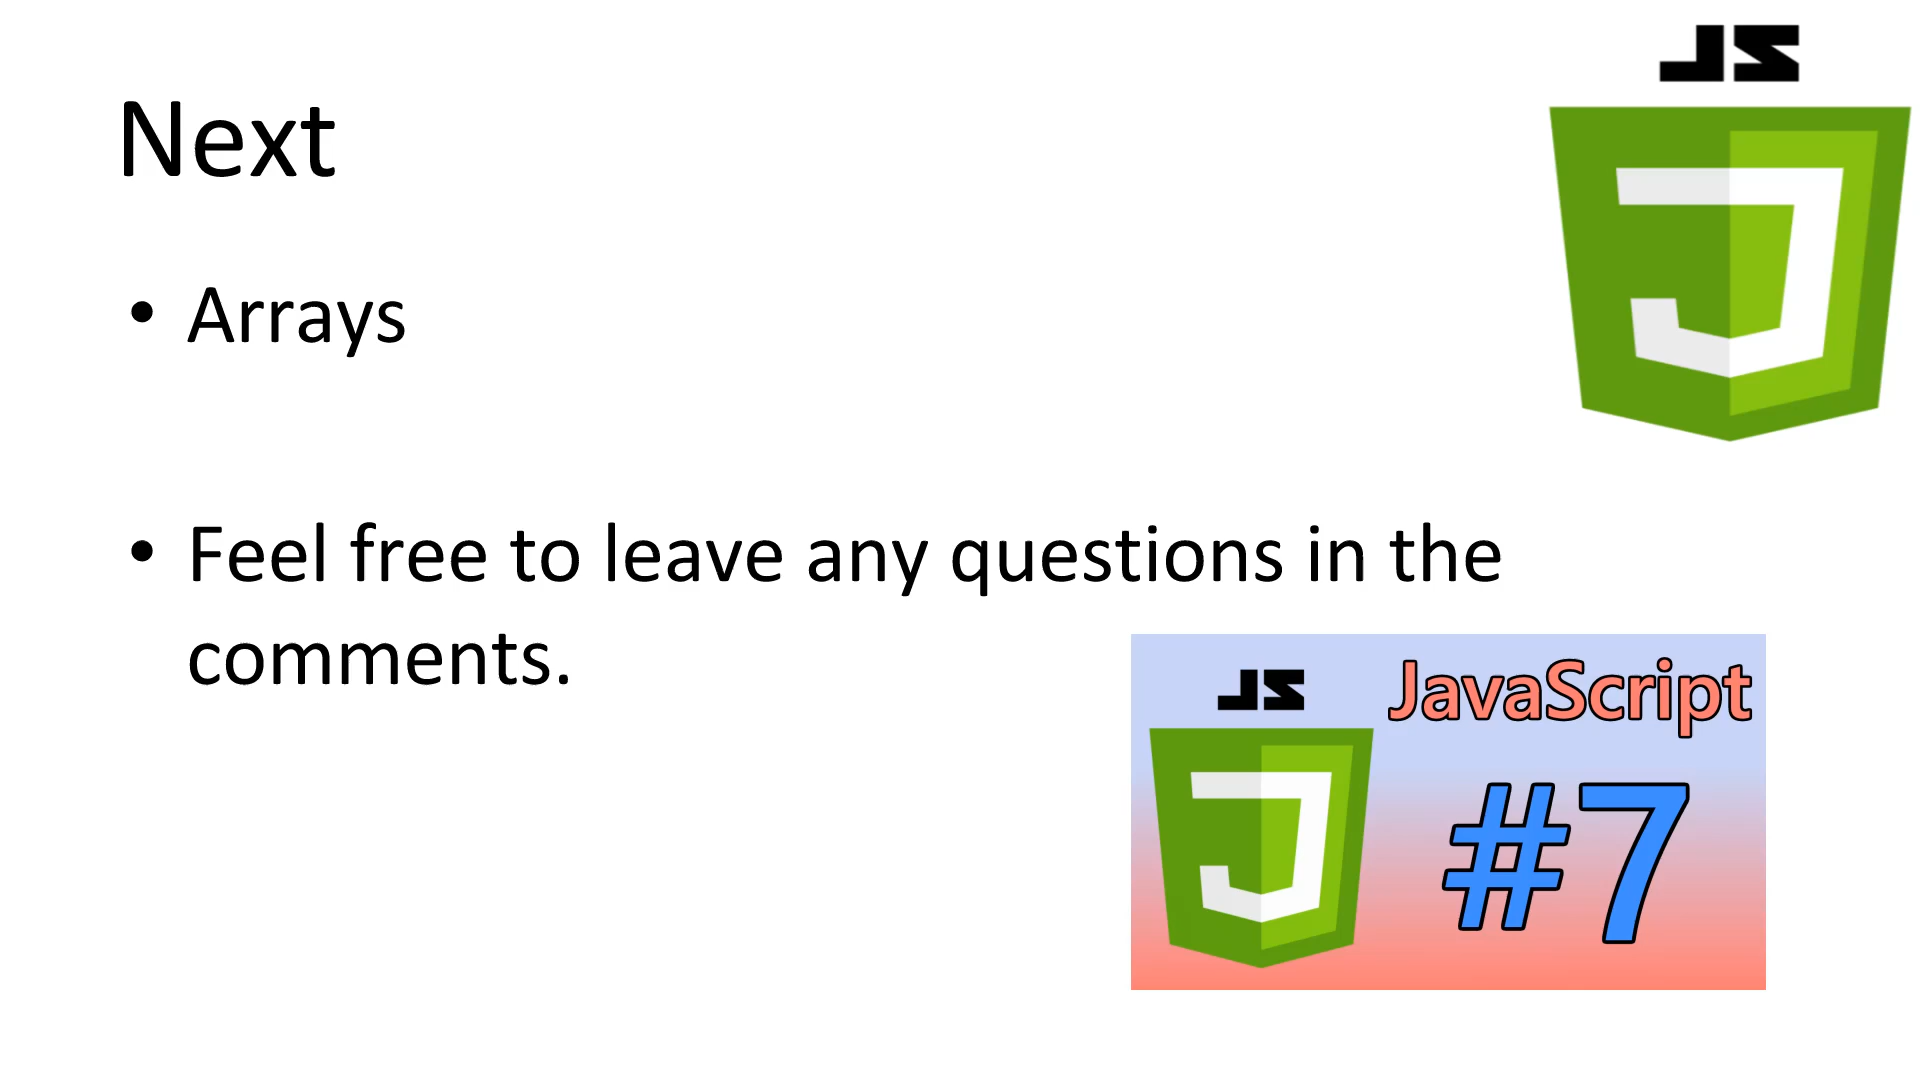 JS
Next
• Arrays
• Feel free to leave any questions in the
comments.
JS
JavaScript
#7